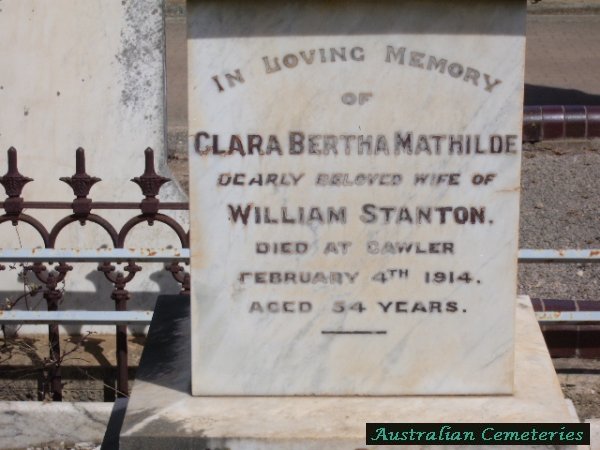 In Loving Memory
OF
Clara Bertha Mathilde
DEARLY BELOVED WIFE OF
William Stanton.
DIED AT GAWLER
FEBRUARY 4TH 1914.
AGED 54 YEARS.
Australian Cemeteries